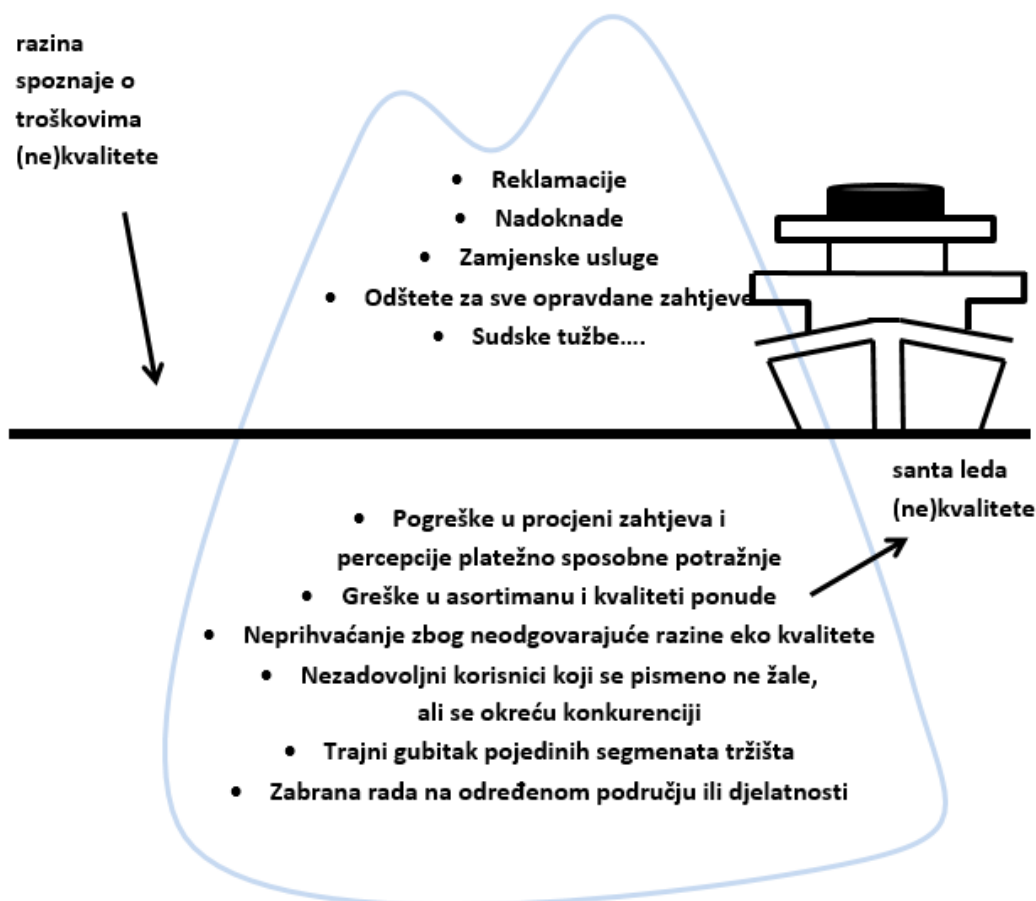 razina
spoznaje o
troškovima
(ne)kvalitete
• Reklamacije
• Nadoknade
• Zamjenske usluge
• Odštete za sve opravdane zahtjeve
• Sudske tužbe....
santa leda
(ne)kvalitete
• Pogreške u procjeni zahtjeva i
percepcije platežno sposobne potražnje
• Greške u asortimanu i kvaliteti ponude
• Neprihvaćanje zbog neodgovarajuće razine eko kvalitete
• Nezadovoljni korisnici koji se pismeno ne žale,
ali se okreću konkurenciji
• Trajni gubitak pojedinih segmenata tržišta
• Zabrana rada na određenom području ili djelatnosti